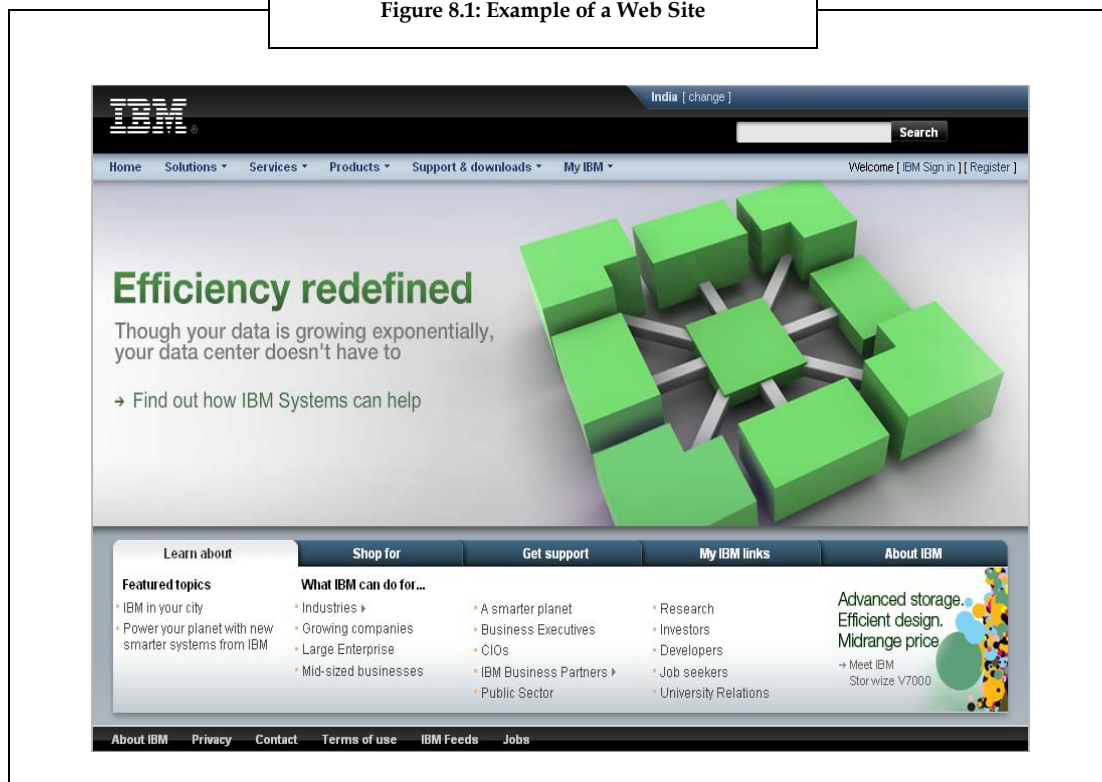 Figure 8.1: Example of a Web Site
India [ change ]
IBM®
Search
Home Solutions Services Products Support & downloads My IBM Welcome [ IBM Sign in ] [ Register ]
Efficiency redefined
Though your data is growing exponentially,
your data center doesn't have to
→ Find out how IBM Systems can help
Learn about Shop for Get support My IBM links About IBM
Featured topics
IBM in your city
Power your planet with new
smarter systems from IBM
What IBM can do for...
Industries
Growing companies
Large Enterprise
Mid-sized businesses
A smarter planet
Business Executives
CIOs
IBM Business Partners
Public Sector
Research
Investors
Developers
Job seekers
University Relations
Advanced storage.
Efficient design.
Midrange price
→ Meet IBM
Storwize V7000
About IBM Privacy Contact Terms of use IBM Feeds Jobs